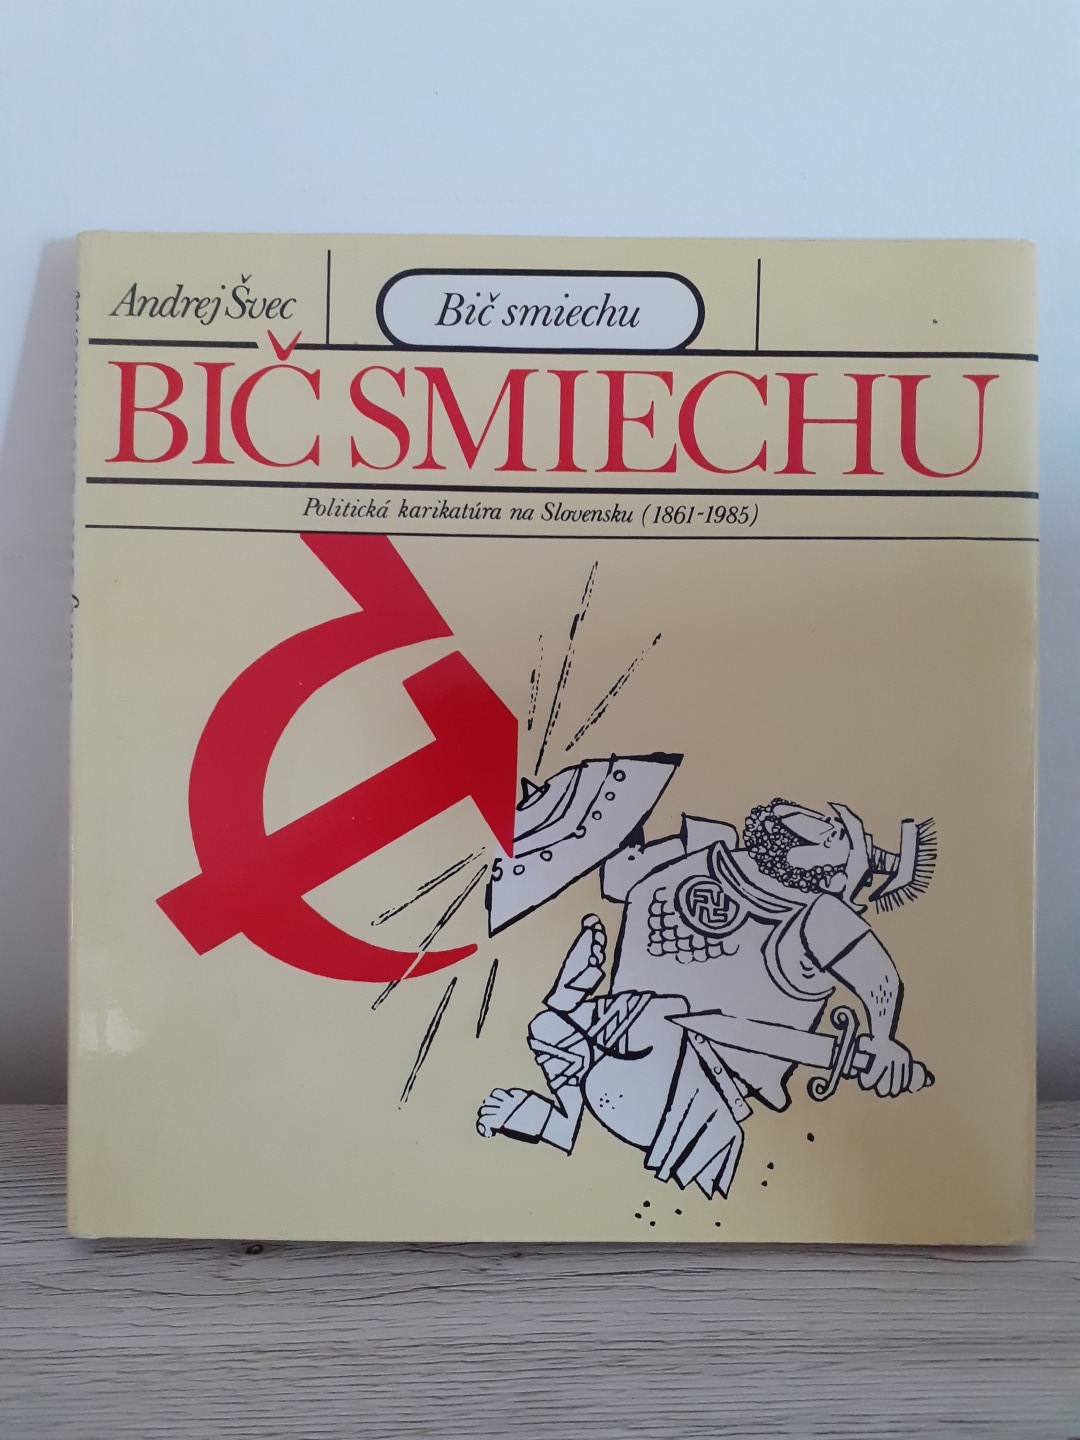 Andrej Švec
Bič smiechu
BIČ SMIECHU
Politická karikatúra na Slovensku (1861-1985)